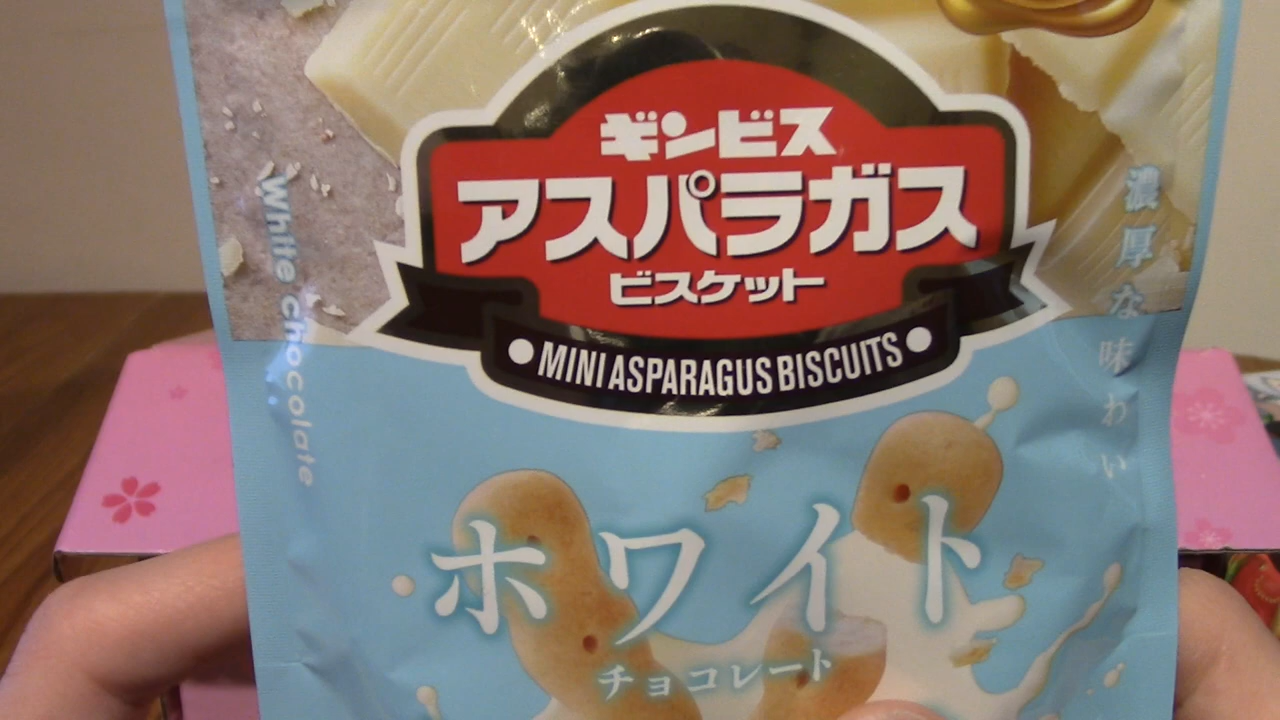 ギンビス
アスパラガス
ビスケット
MINI ASPARAGUS BISCUITS
White chocolate
濃厚な味わい
ホワイト
チョコレート